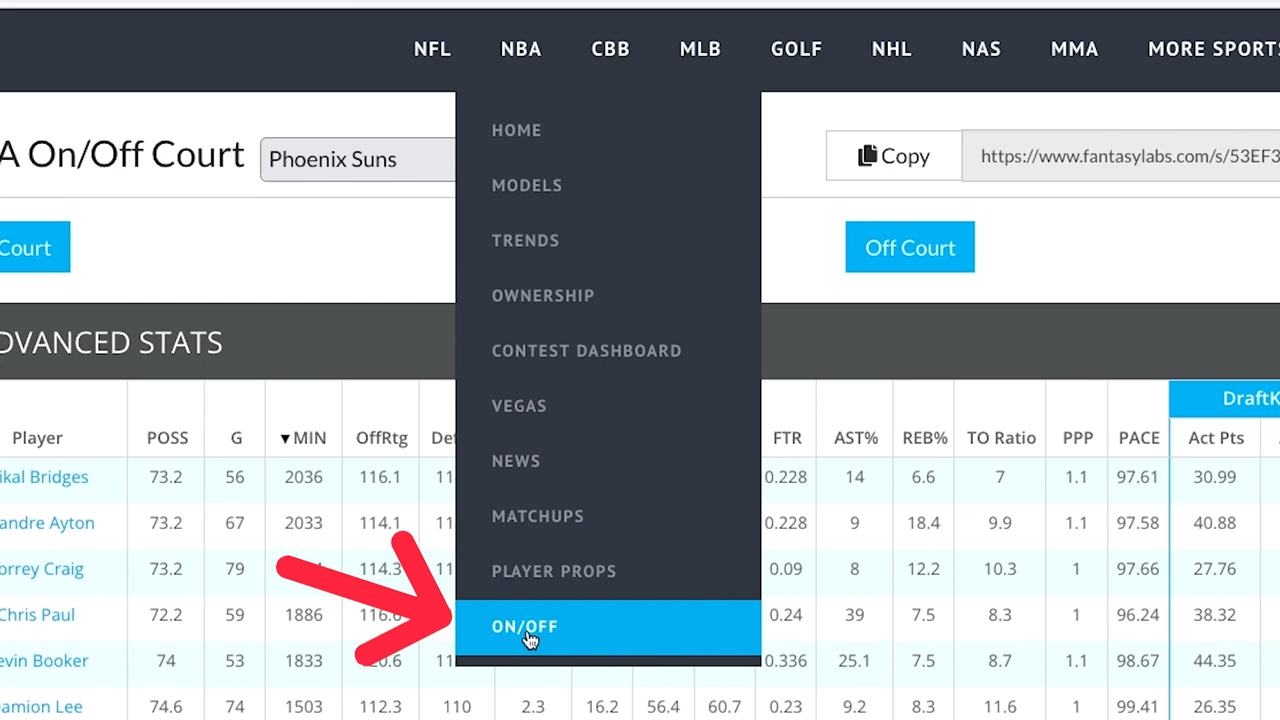 NFL NBA CBB MLB GOLF NHL NAS MMA MORE SPORTS
HOME
A On/Off Court Phoenix Suns Copy https://www.fantasylabs.com/s/53EF3
MODELS
TRENDS
Court Off Court
OWNERSHIP
ADVANCED STATS
CONTEST DASHBOARD
VEGAS
DraftK
Player POSS G ▼MIN OffRtg De FTR AST% REB% TO Ratio PPP PACE Act Pts
NEWS
ikal Bridges 73.2 56 2036 116.1 11 0.228 14 6.6 7 1.1 97.61 30.99
MATCHUPS
andre Ayton 73.2 67 2033 114.1 11 0.228 9 18.4 9.9 1.1 97.58 40.88
PLAYER PROPS
orrey Craig 73.2 79 114.3 11 0.09 8 12.2 10.3 1 97.66 27.76
ON/OFF
Chris Paul 72.2 59 1886 0.24 39 7.5 8.3 1 96.24 38.32
evin Booker 74 53 1833 11 0.336 25.1 7.5 8.7 1.1 98.67 44.35
Damion Lee 74.6 74 1503 112.3 110 2.3 16.2 56.4 60.7 0.23 9.2 8.3 11.6 1 99.41 26.35